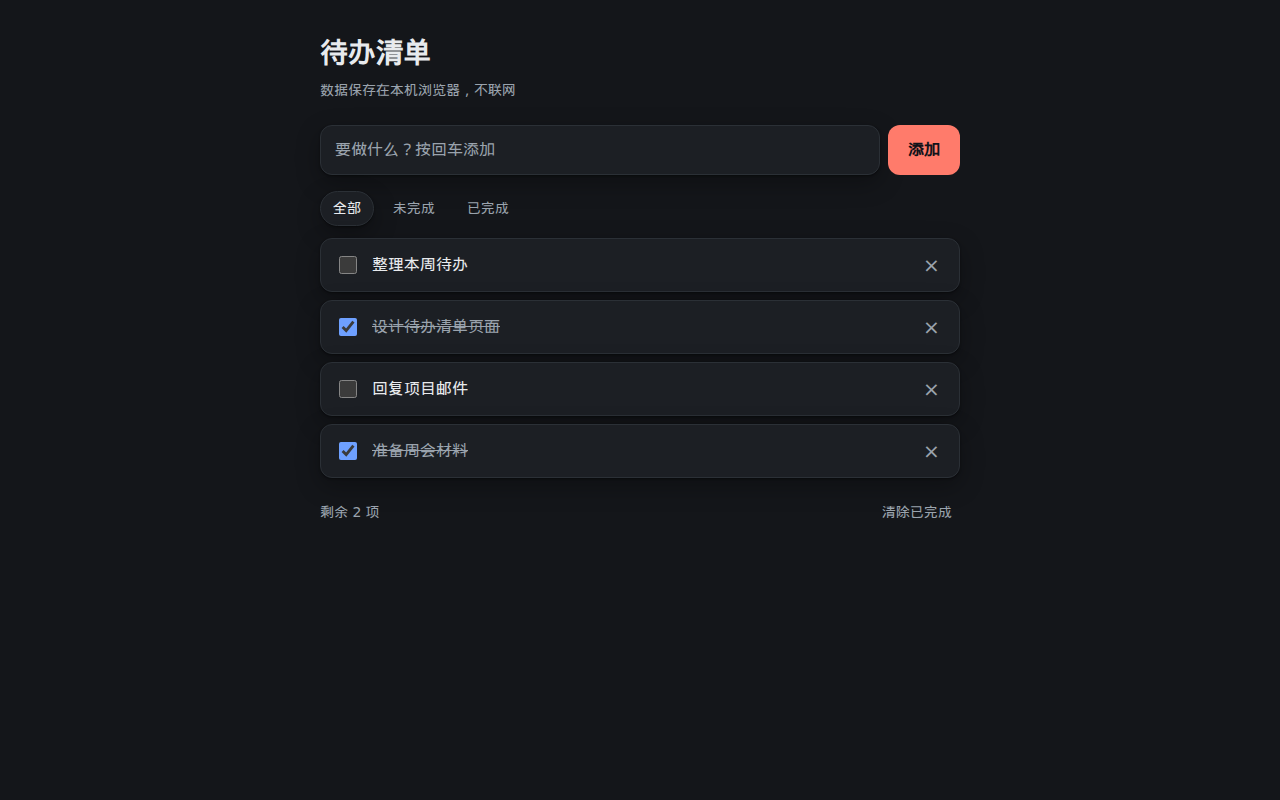 待办清单
数据保存在本机浏览器，不联网
要做什么？按回车添加 添加
全部 未完成 已完成
整理本周待办 ×
设计待办清单页面 ×
回复项目邮件 ×
准备周会材料 ×
剩余 2 项 清除已完成